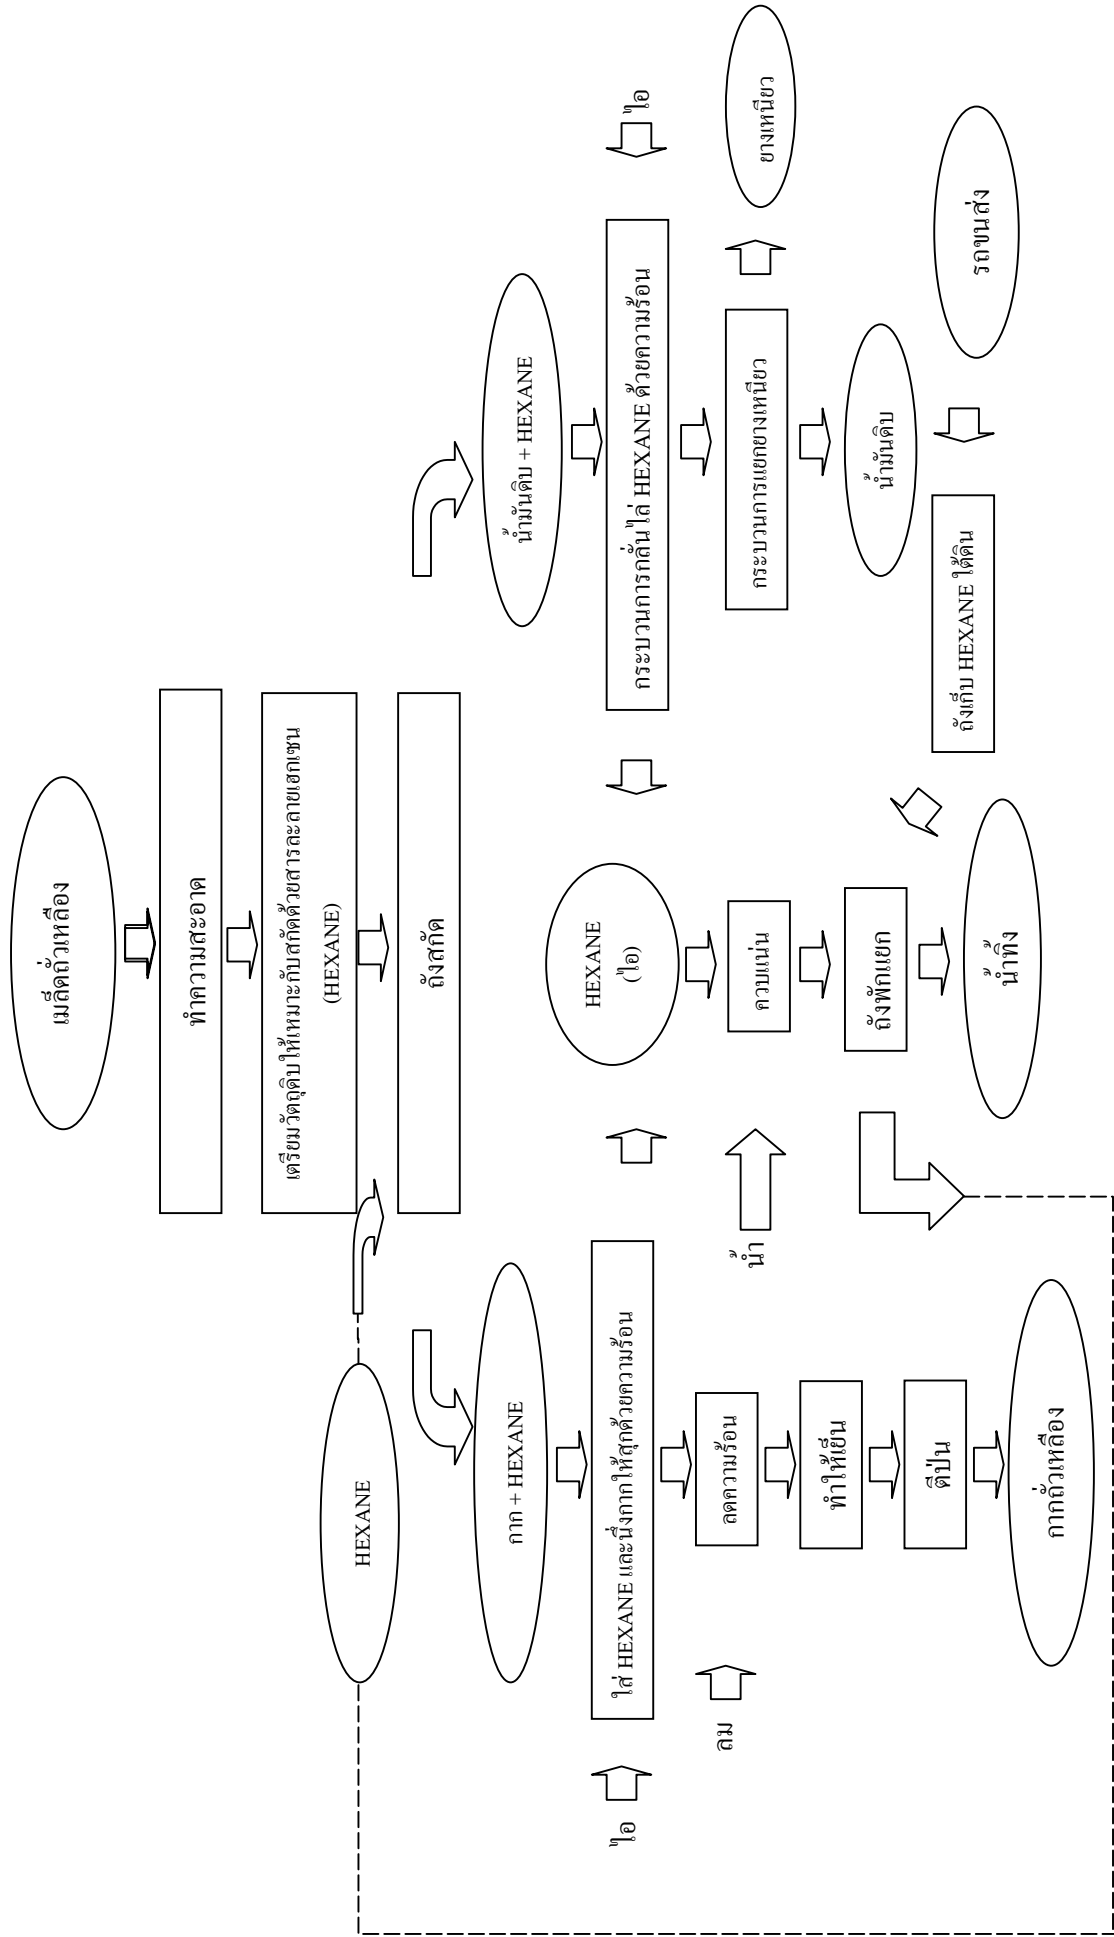 เมล็ดถั่วเหลือง
ทำความสะอาด
เตรียมวัตถุดิบให้เหมาะกับสกัดด้วยสารละลายเฮกเซน
(HEXANE)
HEXANE
ถังสกัด
กาก + HEXANE
น้ำมันดิบ + HEXANE
ไอ
ใส่ HEXANE และนึ่งกากให้สุกด้วยความร้อน
HEXANE
(ไอ)
กระบวนการกลั่นไล่ HEXANE ด้วยความร้อน
ไอ
ลม
ลดความร้อน
น้ำ
ควบแน่น
กระบวนการแยกยางเหนียว
ยางเหนียว
ทำให้เย็น
ถังพักแยก
น้ำมันดิบ
ตีป่น
ถังเก็บ HEXANE ใต้ดิน
รถขนส่ง
กากถั่วเหลือง
น้ำทิ้ง